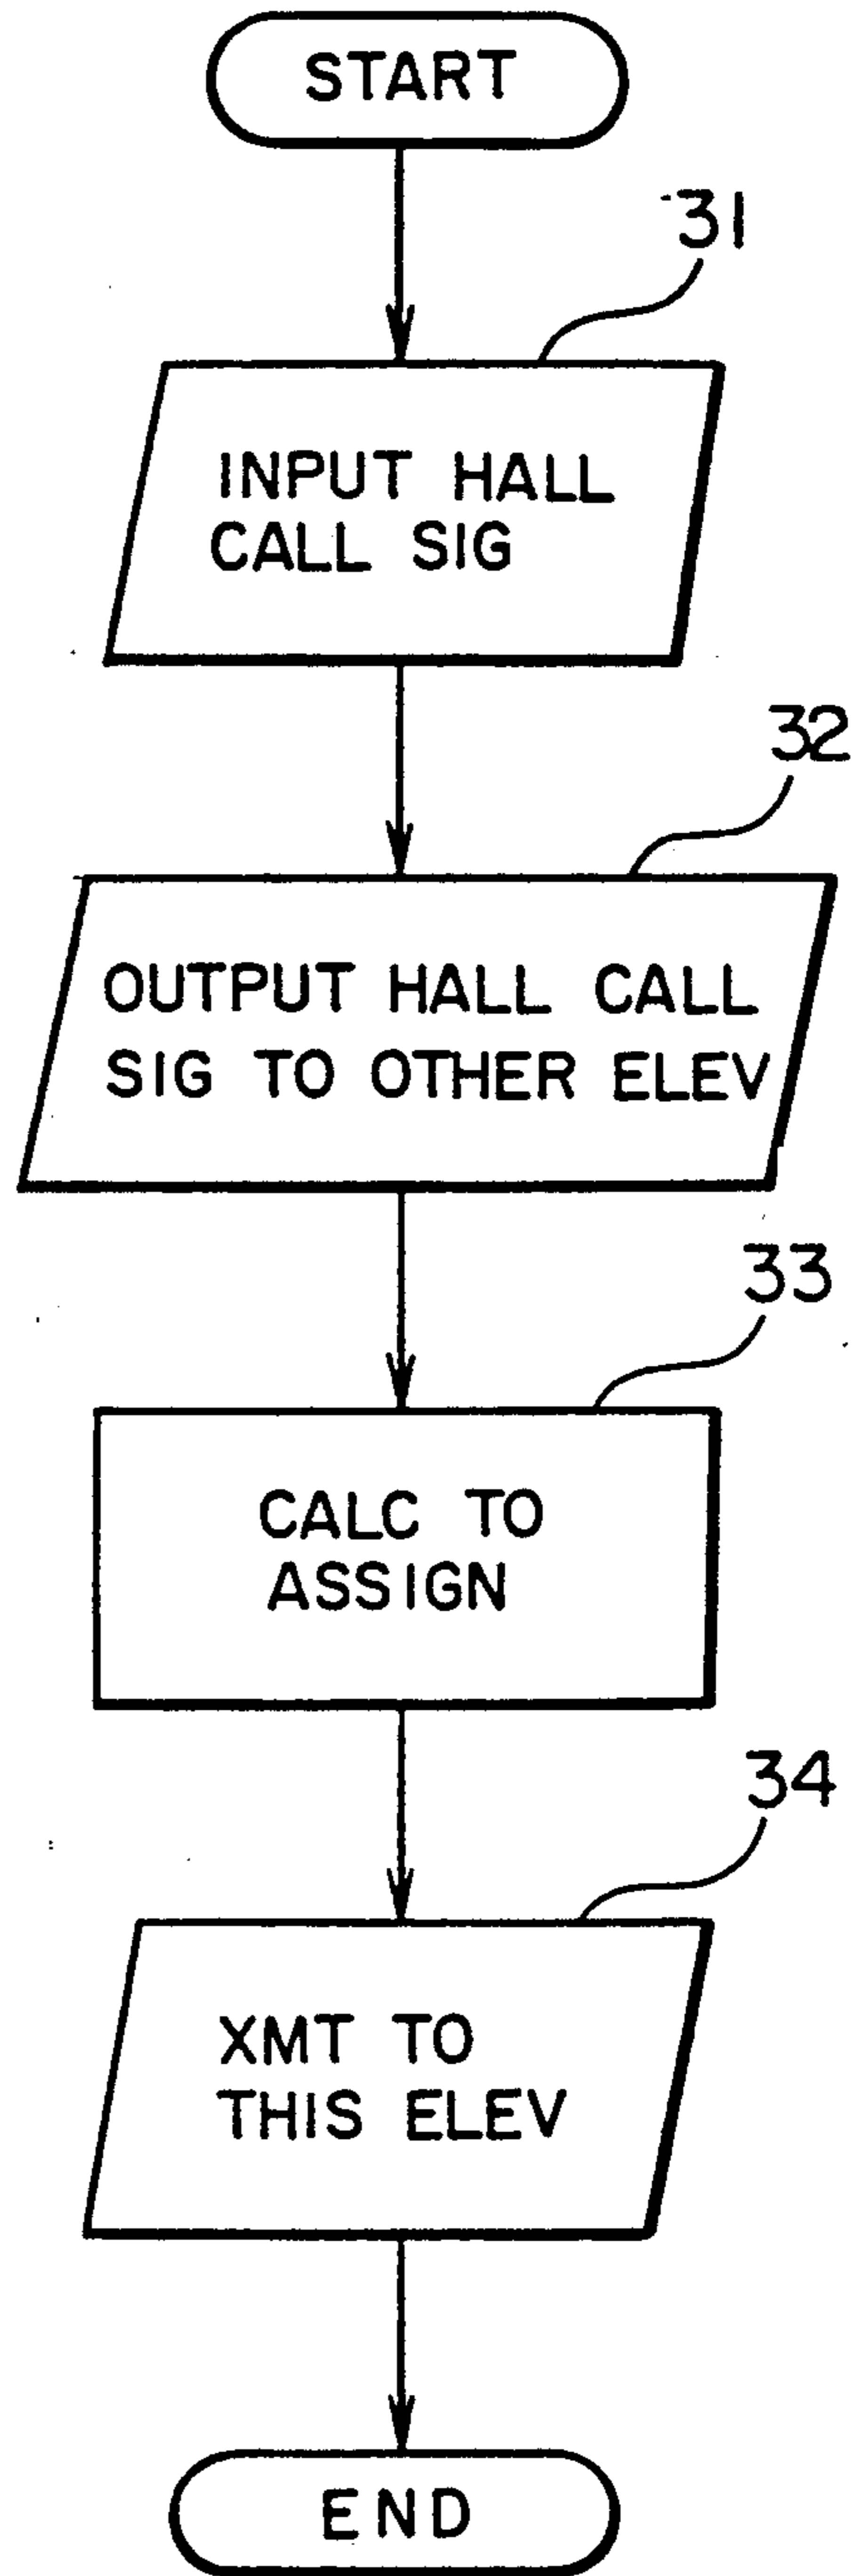 START
31
INPUT HALL
CALL SIG
32
OUTPUT HALL CALL
SIG TO OTHER ELEV
33
CALC TO
ASSIGN
34
XMT TO
THIS ELEV
END